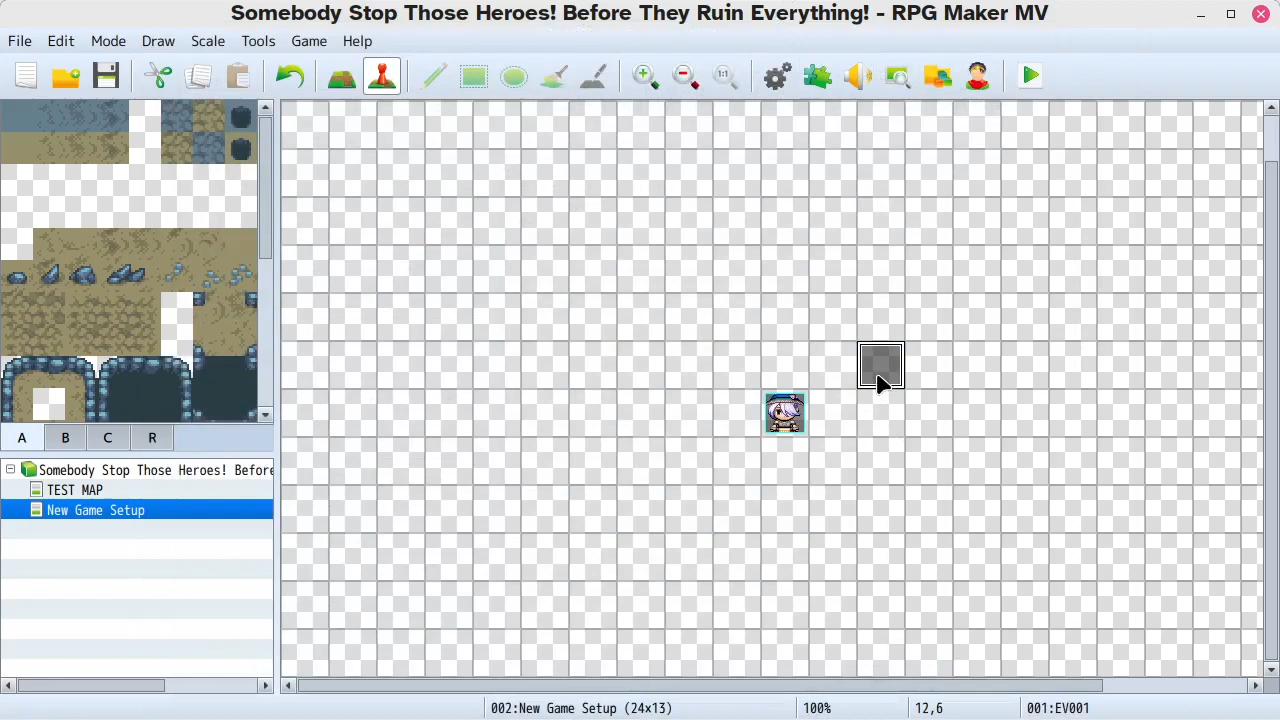 Somebody Stop Those Heroes! Before They Ruin Everything! - RPG Maker MV
File Edit Mode Draw Scale Tools Game Help
1:1
A B C R
Somebody Stop Those Heroes! Before
TEST MAP
New Game Setup
002:New Game Setup (24x13) 100% 12,6 001:EV001